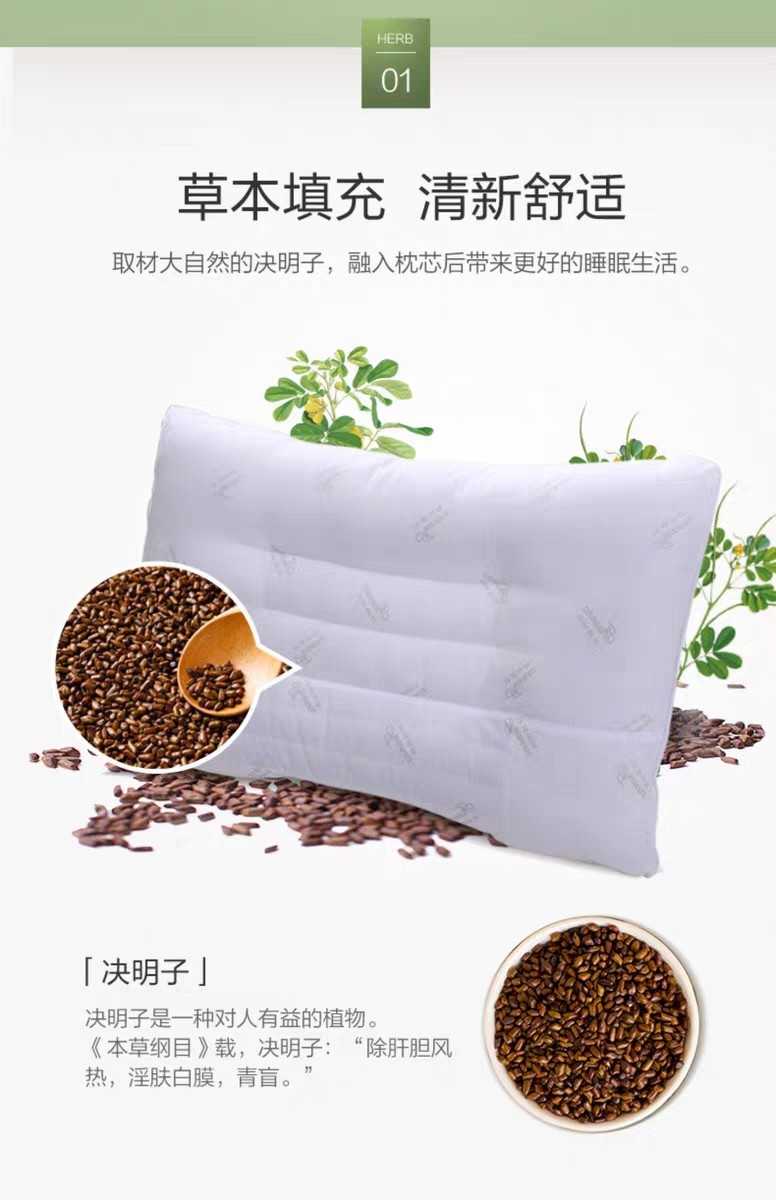 HERB
01
草本填充 清新舒适
取材大自然的决明子，融入枕芯后带来更好的睡眠生活。
「决明子」
决明子是一种对人有益的植物。
《本草纲目》载，决明子：“除肝胆风
热，淫肤白膜，青盲。”